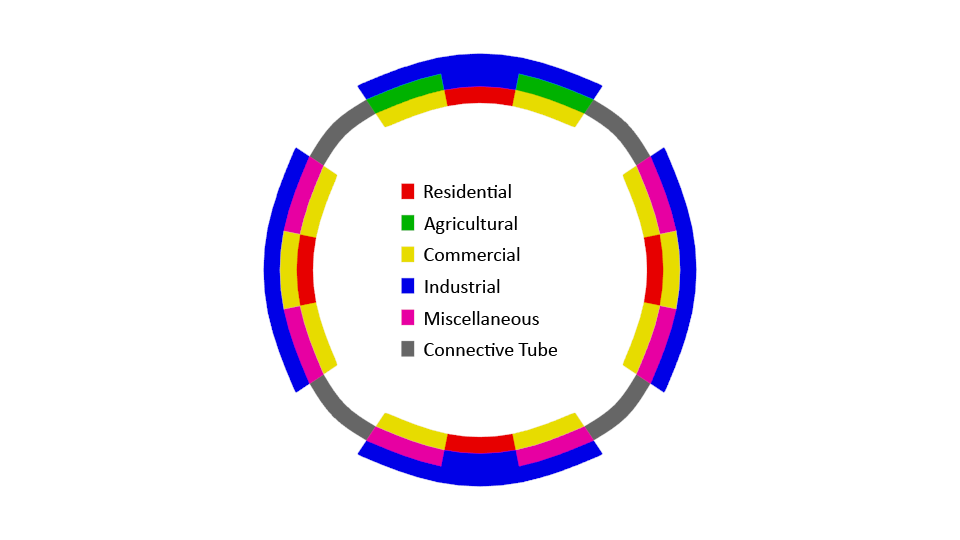 Residential
Agricultural
Commercial
Industrial
Miscellaneous
Connective Tube